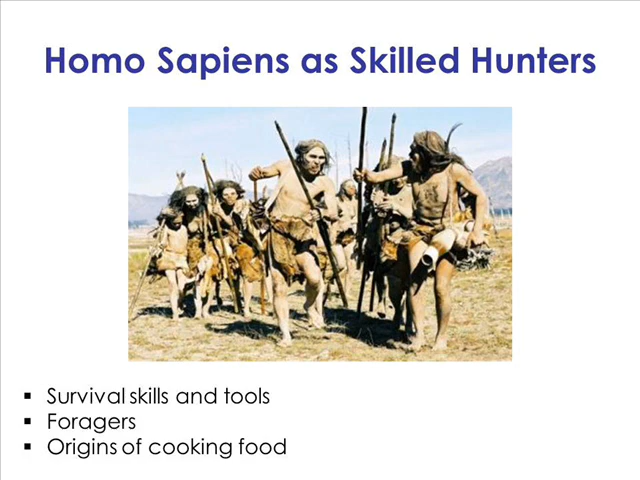 Homo Sapiens as Skilled Hunters
▪ Survival skills and tools
▪ Foragers
▪ Origins of cooking food